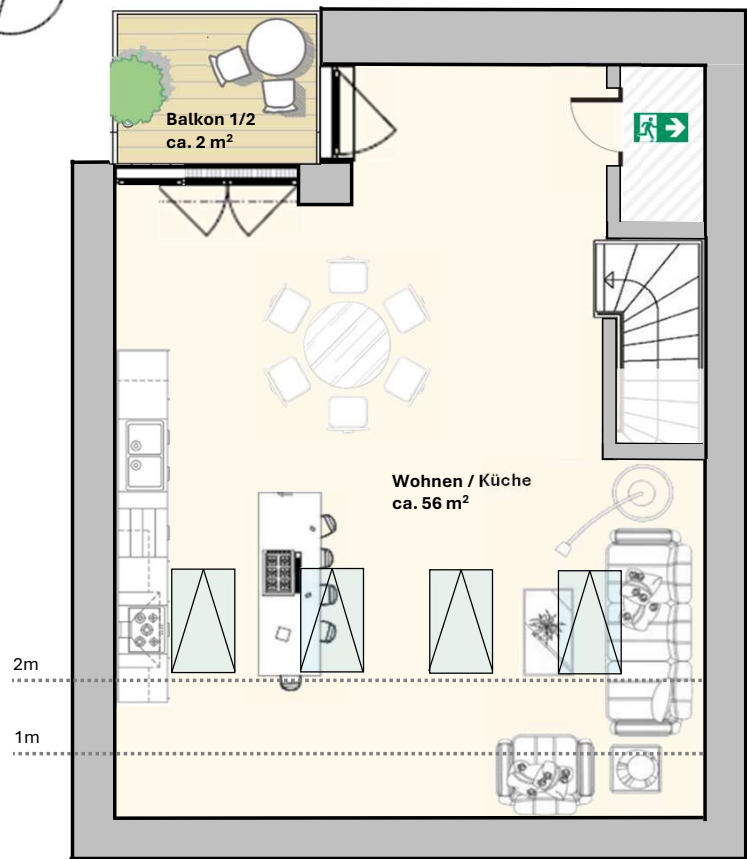 Balkon 1/2
ca. 2 m²
Wohnen / Küche
ca. 56 m²
2m
1m